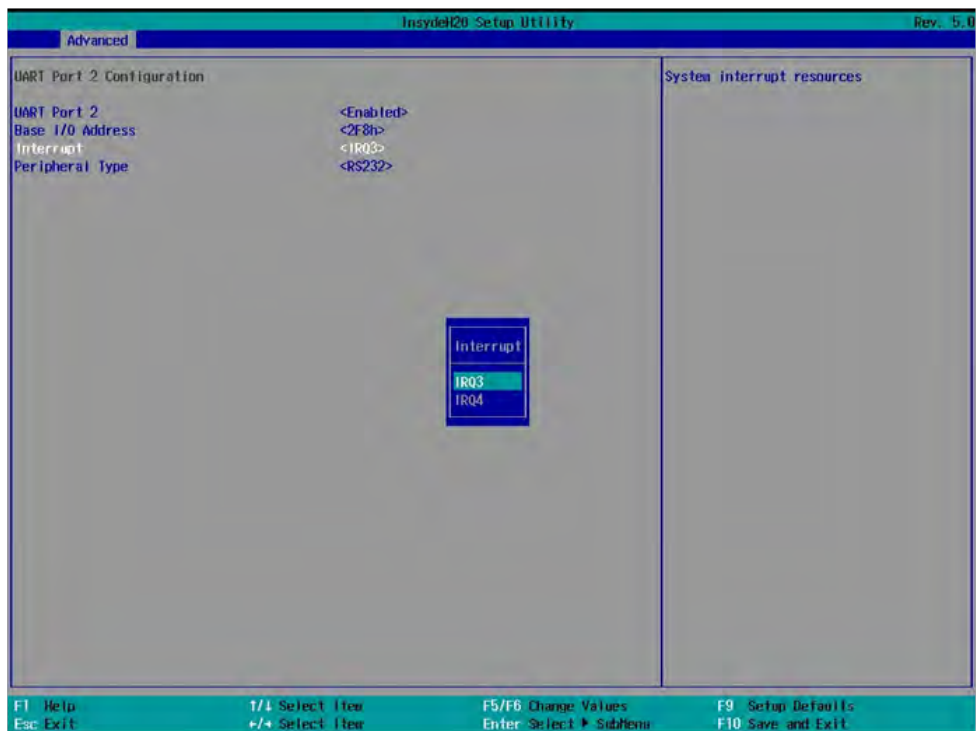 InsydeH20 Setup Utility Rev. 5.0
Advanced
UART Port 2 Configuration
UART Port 2 <Enabled>
Base I/O Address <2F8h>
Interrupt <IRQ3>
Peripheral Type <RS232>
System interrupt resources
Interrupt
IRQ3
IRQ4
F1 Help ↑/↓ Select Item F5/F6 Change Values F9 Setup Defaults
Esc Exit ←/→ Select Item Enter Select ▶ SubMenu F10 Save and Exit